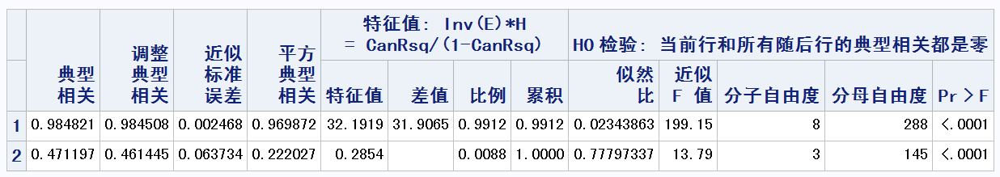 特征值: Inv(E)*H
= CanRsq/(1-CanRsq)
H0 检验: 当前行和所有随后行的典型相关都是零
典型
相关
调整
典型
相关
近似
标准
误差
平方
典型
相关
特征值
差值
比例
累积
似然
比
近似
F 值
分子自由度
分母自由度
Pr > F
1 0.984821 0.984508 0.002468 0.969872 32.1919 31.9065 0.9912 0.9912 0.02343863 199.15 8 288 <.0001
2 0.471197 0.461445 0.063734 0.222027 0.2854 0.0088 1.0000 0.77797337 13.79 3 145 <.0001